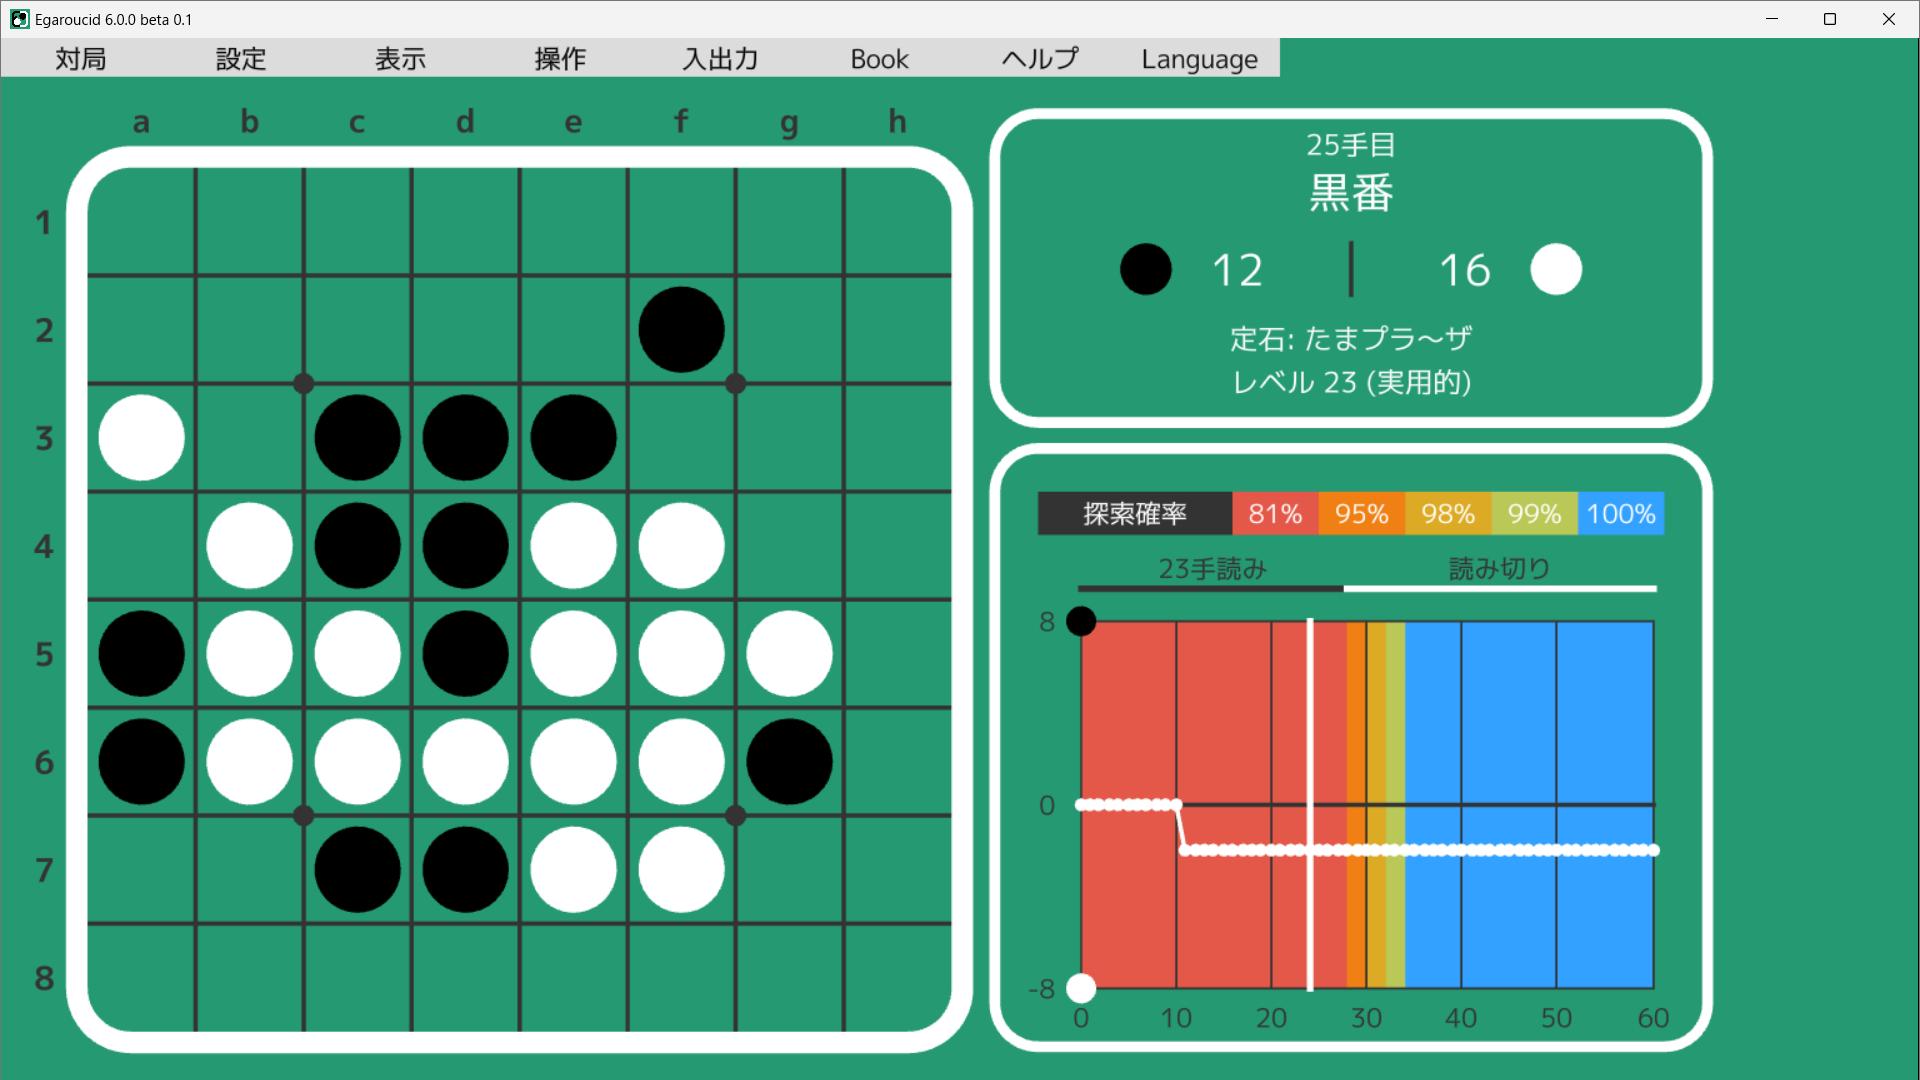 Egaroucid 6.0.0 beta 0.1
対局 設定 表示 操作 入出力 Book ヘルプ Language
a b c d e f g h
1
2
3
4
5
6
7
8
25手目
黒番
12 16
定石: たまプラ～ザ
レベル 23 (実用的)
探索確率 81% 95% 98% 99% 100%
23手読み 読み切り
8
0
-8
0 10 20 30 40 50 60